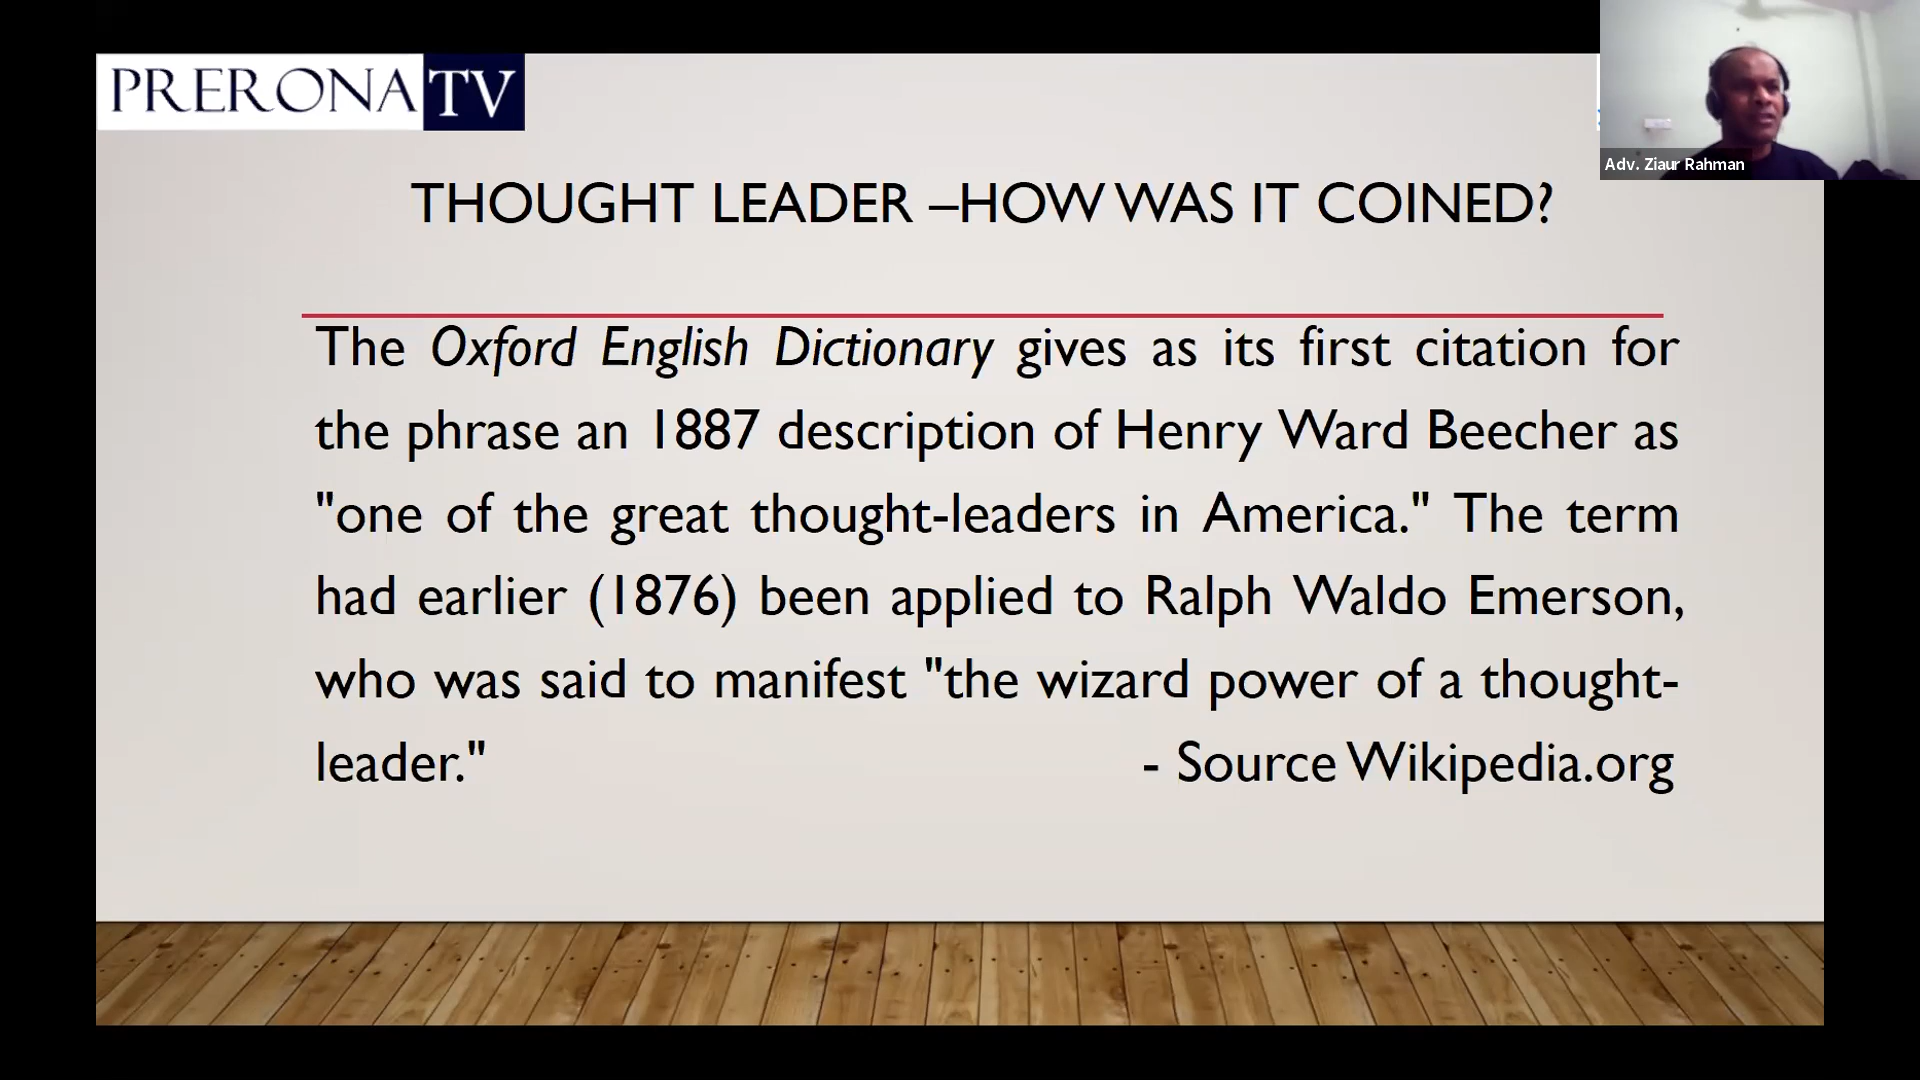 PRERONA TV
Adv. Ziaur Rahman
THOUGHT LEADER –HOW WAS IT COINED?
The Oxford English Dictionary gives as its first citation for
the phrase an 1887 description of Henry Ward Beecher as
"one of the great thought-leaders in America." The term
had earlier (1876) been applied to Ralph Waldo Emerson,
who was said to manifest "the wizard power of a thought-
leader." - Source Wikipedia.org